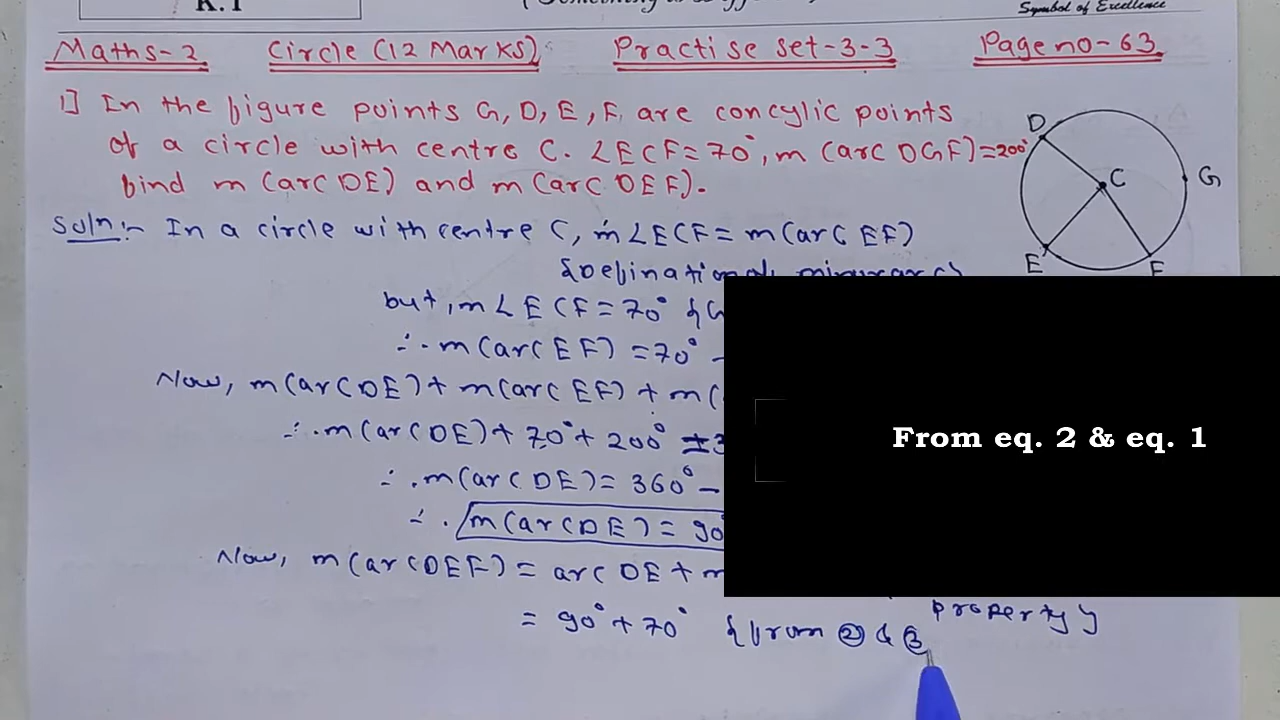 K.1
Symbol of Excellence
Maths-2 Circle (12 Marks) Practise set-3-3 Page no-63
1] In the figure points G, D, E, F are concylic points
of a circle with centre C. ∠ECF=70°, m (arc DGF)=200°
find m (arc DE) and m (arc DEF).
D
C
G
E
F
Soln:- In a circle with centre C, m∠ECF = m(arc EF)
but, m∠ECF=70°
∴ m(arc EF) =70° -
Now, m(arc DE)+ m(arc EF) + m(
∴ m(arc DE)+ 70°+ 200° =3
∴ m(arc DE)= 360° -
∴ m(arc DE) = 90°
Now, m(arc DEF) = arc DE + m
property }
= 90° + 70° {from ② & ③
From eq. 2 & eq. 1